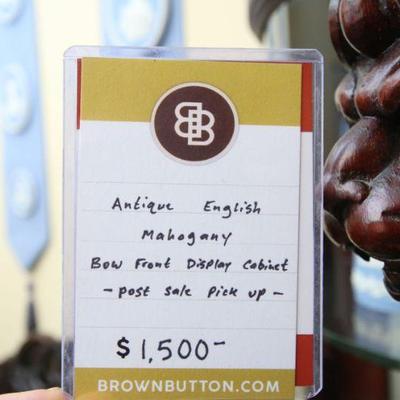 BB
Antique English
Mahogany
Bow Front Display Cabinet
- post sale pick up -
$1,500-
BROWNBUTTON.COM